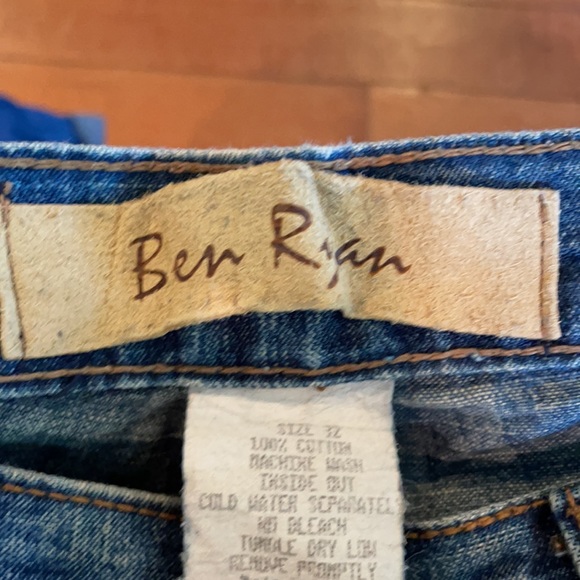 Ben Ryan
SIZE 32
100% COTTON
MACHINE WASH
INSIDE OUT
COLD WATER SEPARATELY
NO BLEACH
TUMBLE DRY LOW
REMOVE PROMPTLY